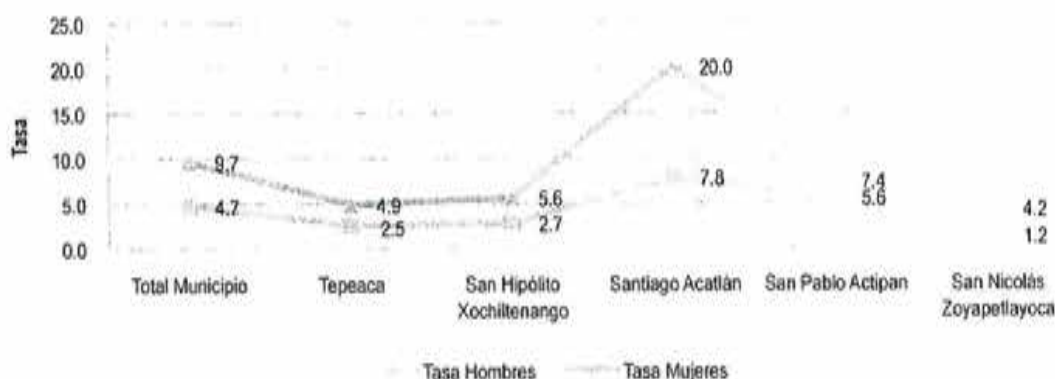 25.0
20.0
15.0
10.0
5.0
0.0
Tasa
9.7
4.7
4.9
2.5
5.6
2.7
20.0
7.8
7.4
5.6
4.2
1.2
Total Municipio
Tepeaca
San Hipólito
Xochiltenango
Santiago Acatlán
San Pablo Actipan
San Nicolás
Zoyapetlayoca
Tasa Hombres
Tasa Mujeres